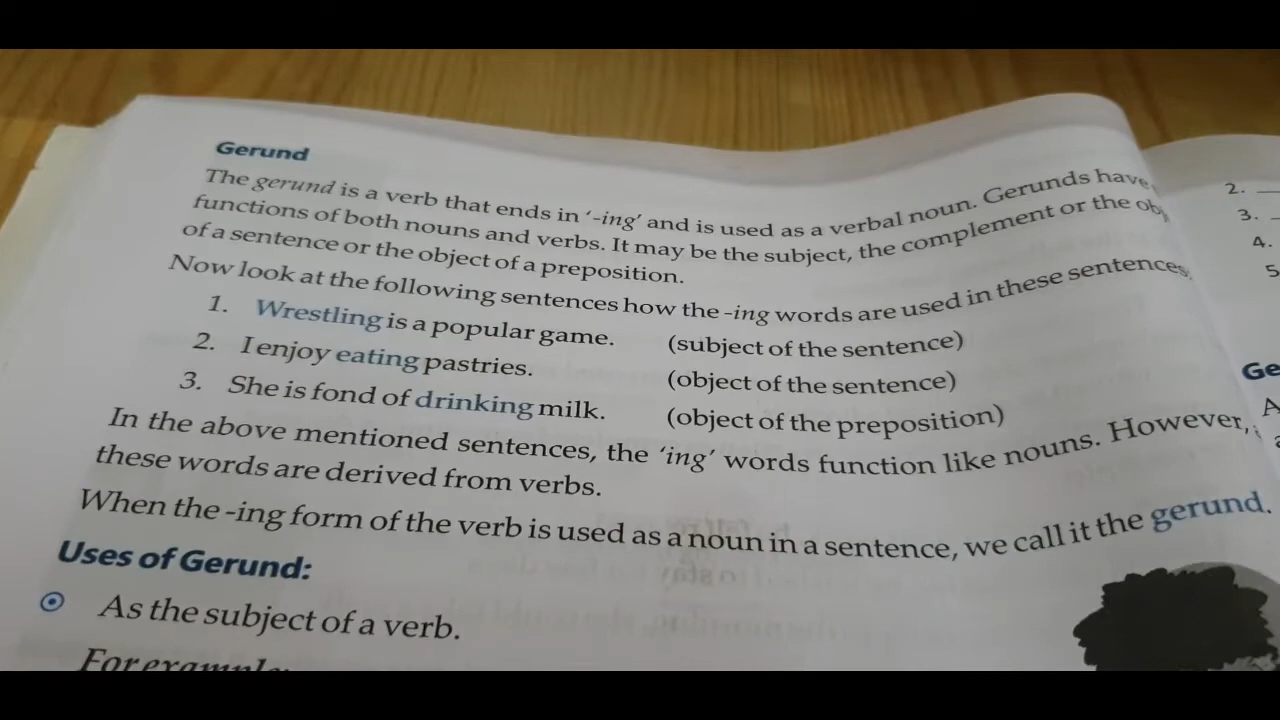 Gerund
The gerund is a verb that ends in '-ing' and is used as a verbal noun. Gerunds have
functions of both nouns and verbs. It may be the subject, the complement or the
of a sentence or the object of a preposition.
Now look at the following sentences how the -ing words are used in these sentences.
1. Wrestling is a popular game. (subject of the sentence)
2. I enjoy eating pastries. (object of the sentence)
3. She is fond of drinking milk. (object of the preposition)
In the above mentioned sentences, the 'ing' words function like nouns. However,
these words are derived from verbs.
When the -ing form of the verb is used as a noun in a sentence, we call it the gerund.
Uses of Gerund:
As the subject of a verb.
For
2.
3.
4.
5
Ge
A